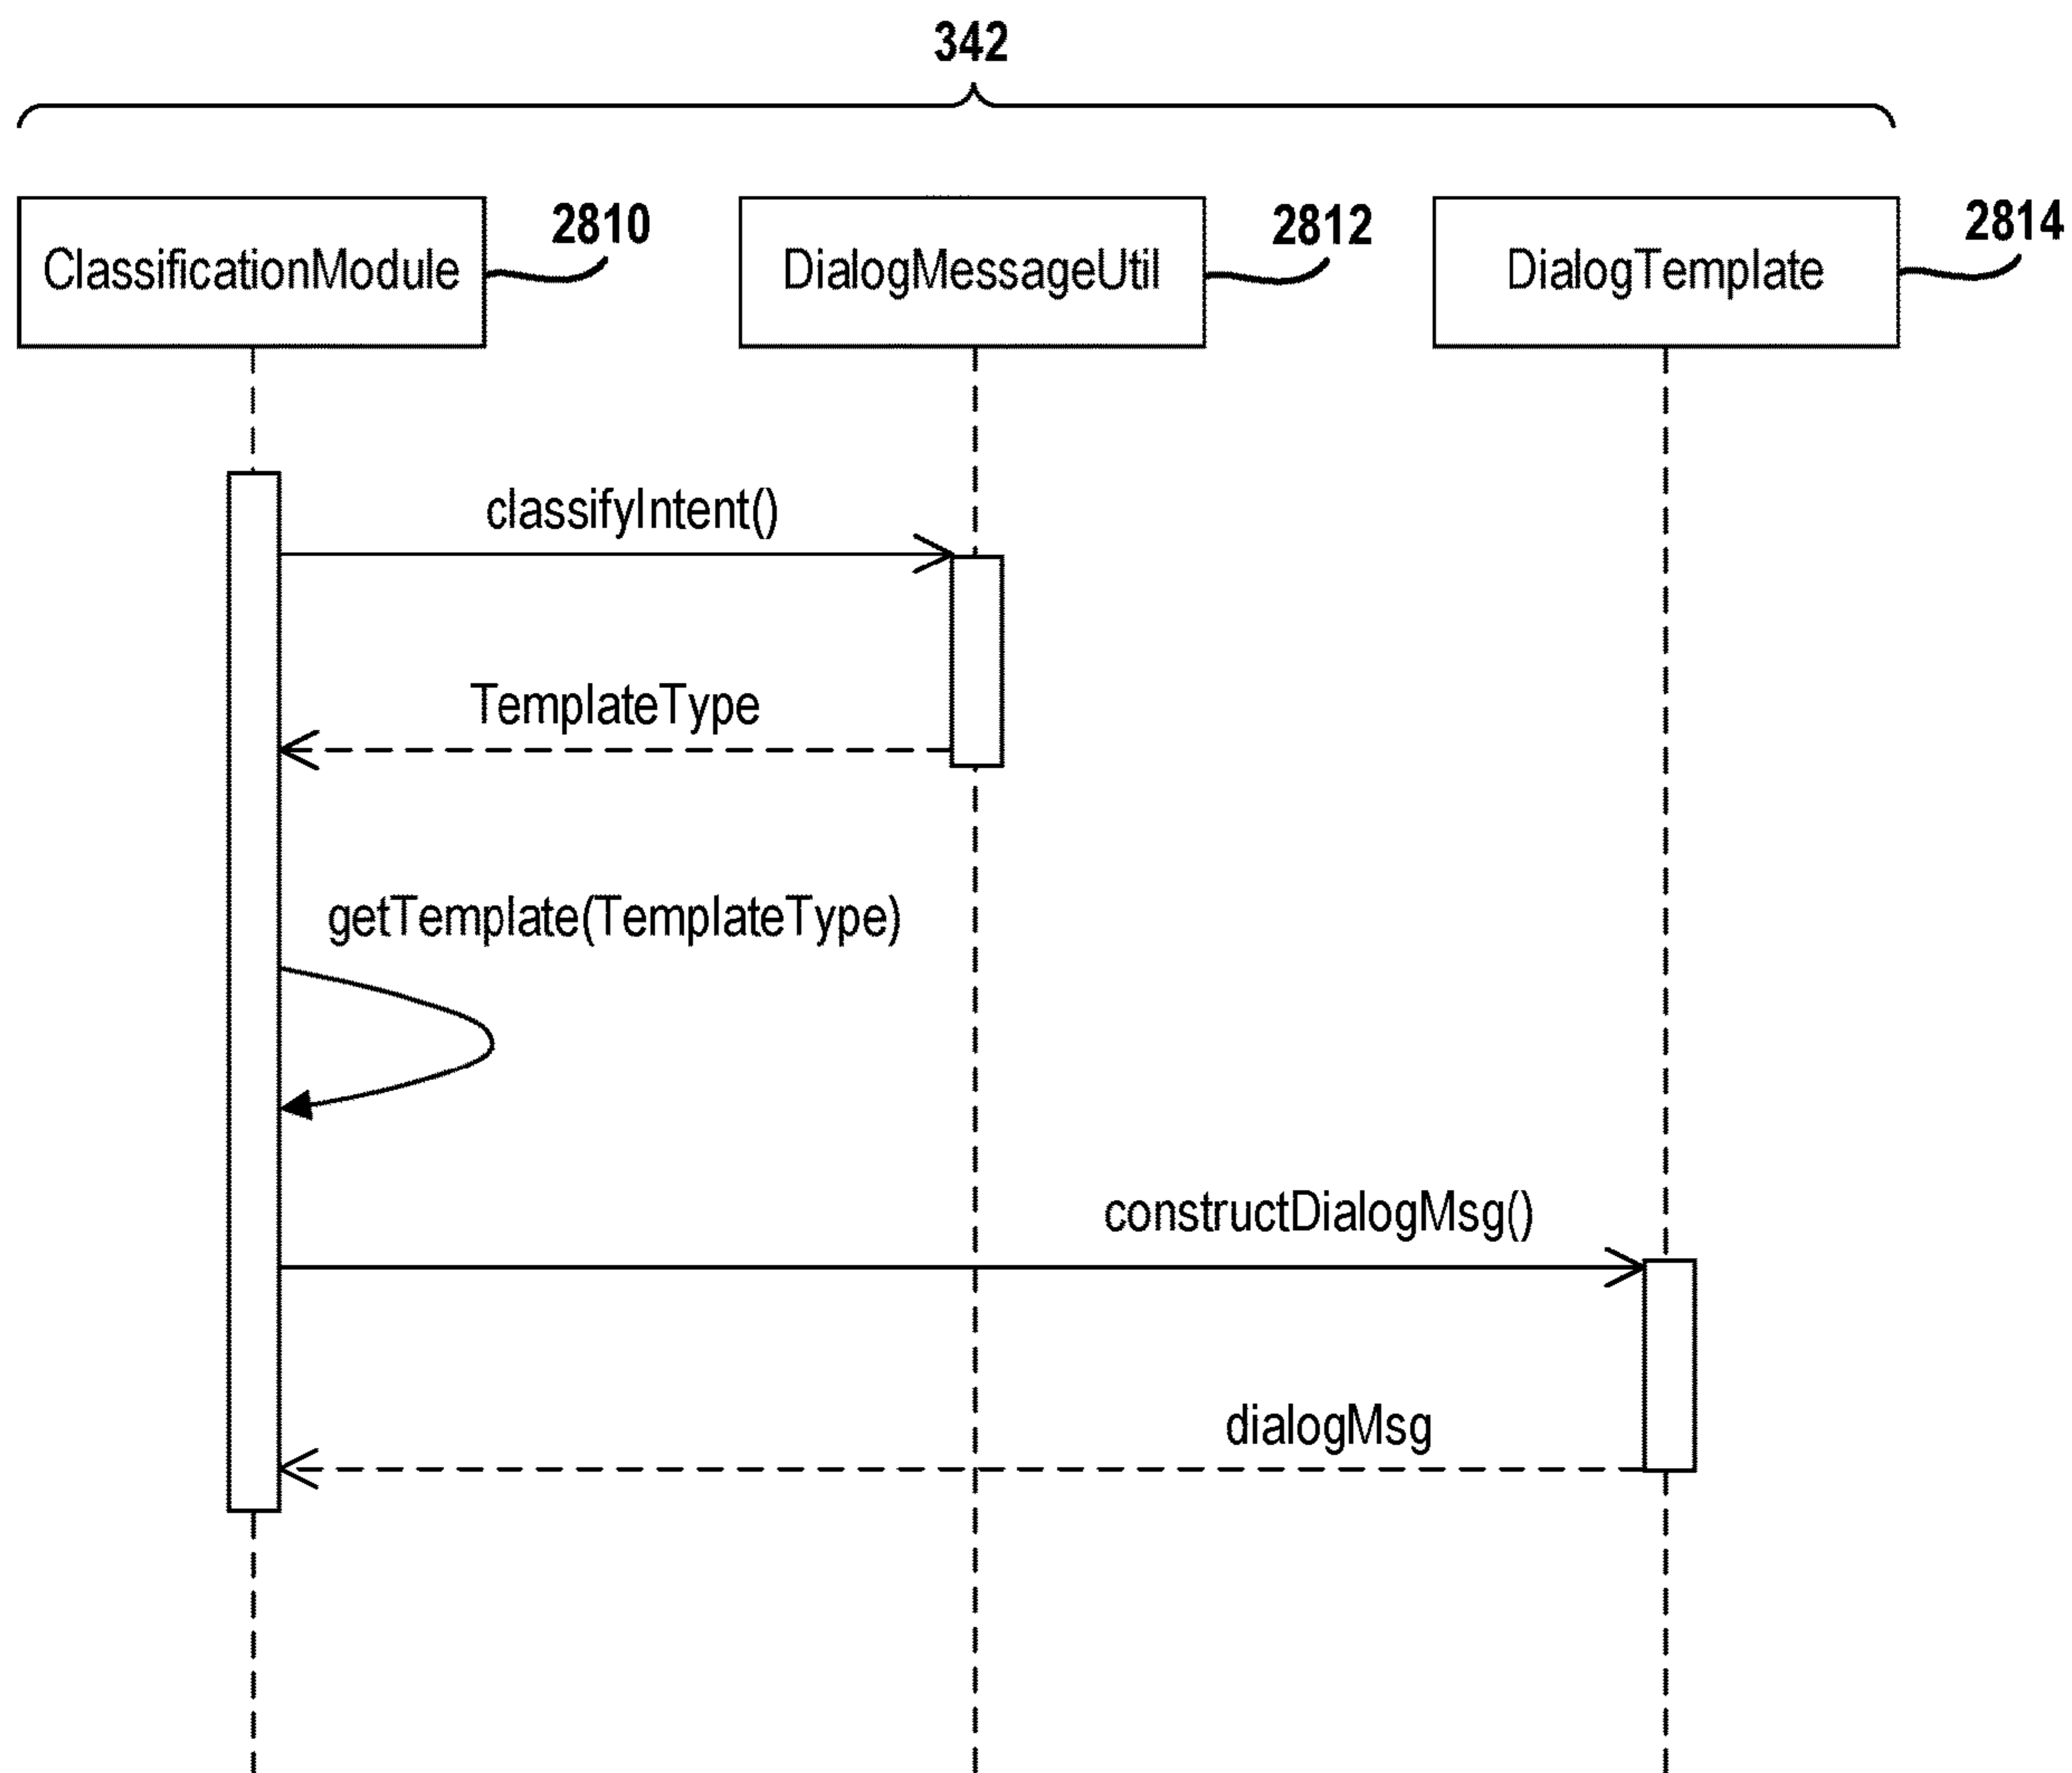 342
ClassificationModule
2810
DialogMessageUtil
2812
DialogTemplate
2814
classifyIntent()
TemplateType
getTemplate(TemplateType)
constructDialogMsg()
dialogMsg